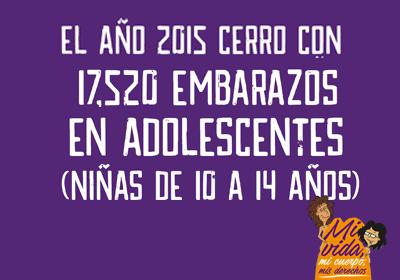 EL AÑO 2015 CERRO CON
17,520 EMBARAZOS
EN ADOLESCENTES
(NIÑAS DE 10 A 14 AÑOS)
Mi
vida,
mi cuerpo,
mis derechos